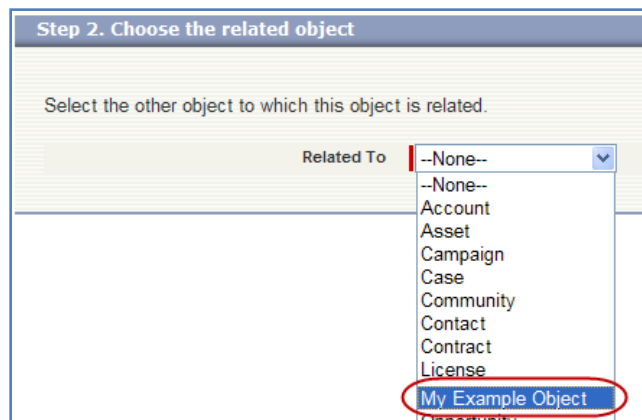 Step 2. Choose the related object
Select the other object to which this object is related.
Related To --None--
--None--
Account
Asset
Campaign
Case
Community
Contact
Contract
License
My Example Object
Opportunity